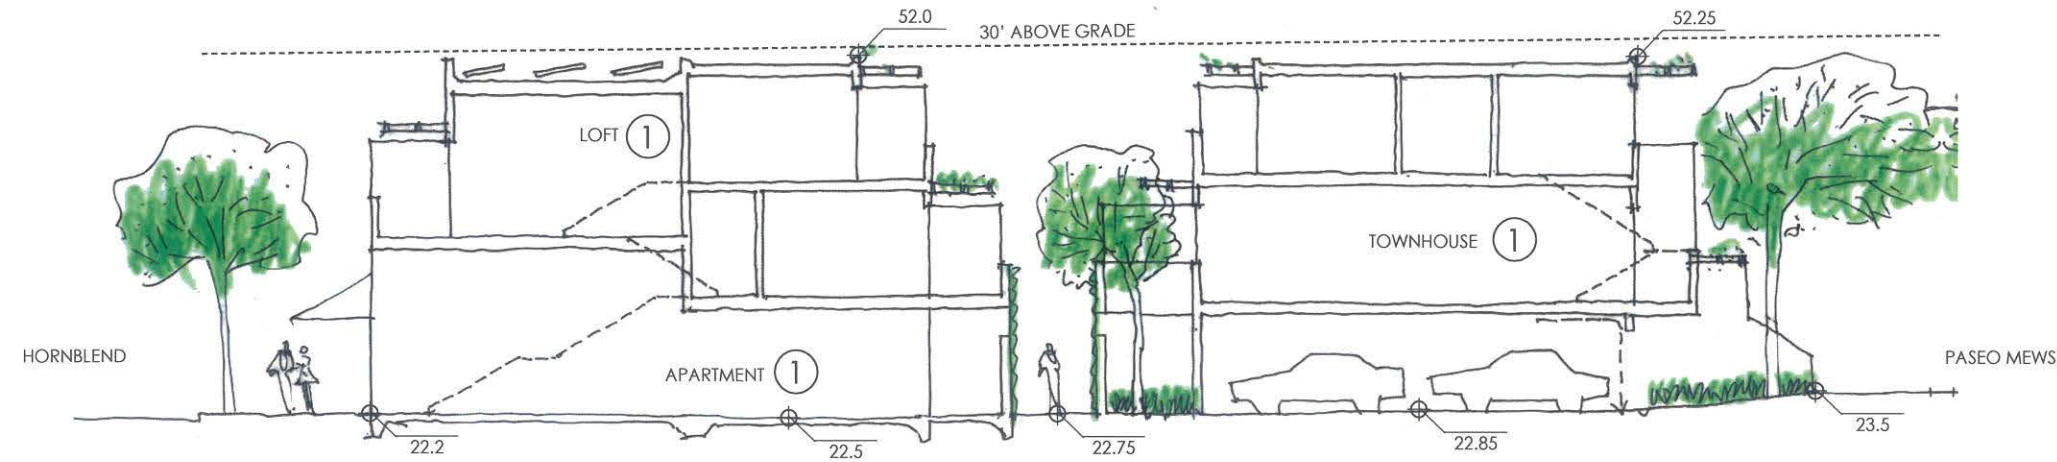 52.0
52.25
30' ABOVE GRADE
LOFT 1
TOWNHOUSE 1
HORNBLEND
APARTMENT 1
PASEO MEWS
22.2
22.5
22.75
22.85
23.5